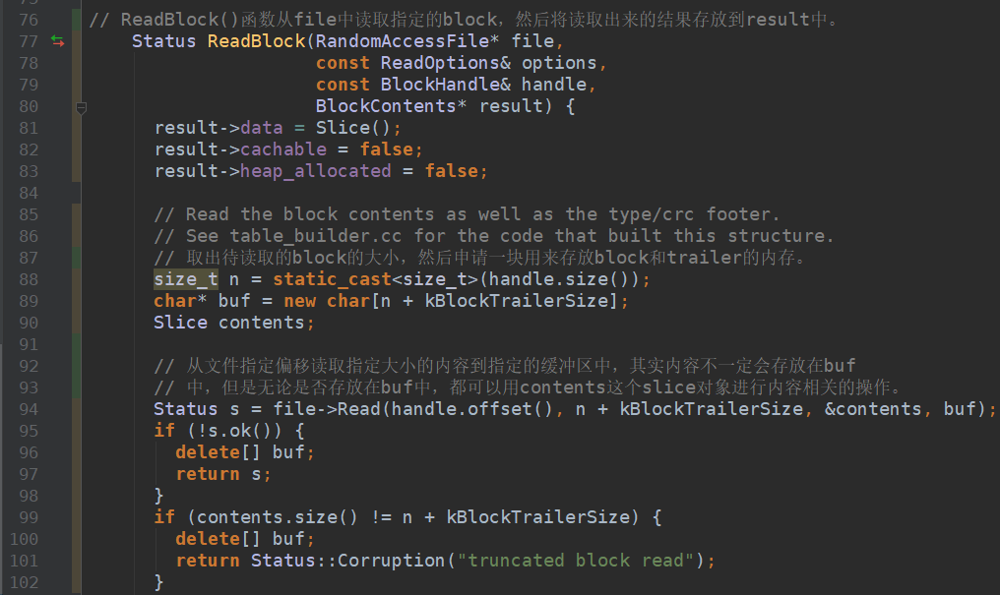 76 // ReadBlock()函数从file中读取指定的block，然后将读取出来的结果存放到result中。
77     Status ReadBlock(RandomAccessFile* file,
78                      const ReadOptions& options,
79                      const BlockHandle& handle,
80                      BlockContents* result) {
81       result->data = Slice();
82       result->cachable = false;
83       result->heap_allocated = false;
84
85       // Read the block contents as well as the type/crc footer.
86       // See table_builder.cc for the code that built this structure.
87       // 取出待读取的block的大小，然后申请一块用来存放block和trailer的内存。
88       size_t n = static_cast<size_t>(handle.size());
89       char* buf = new char[n + kBlockTrailerSize];
90       Slice contents;
91
92       // 从文件指定偏移读取指定大小的内容到指定的缓冲区中，其实内容不一定会存放在buf
93       // 中，但是无论是否存放在buf中，都可以用contents这个slice对象进行内容相关的操作。
94       Status s = file->Read(handle.offset(), n + kBlockTrailerSize, &contents, buf);
95       if (!s.ok()) {
96         delete[] buf;
97         return s;
98       }
99       if (contents.size() != n + kBlockTrailerSize) {
100         delete[] buf;
101         return Status::Corruption("truncated block read");
102       }